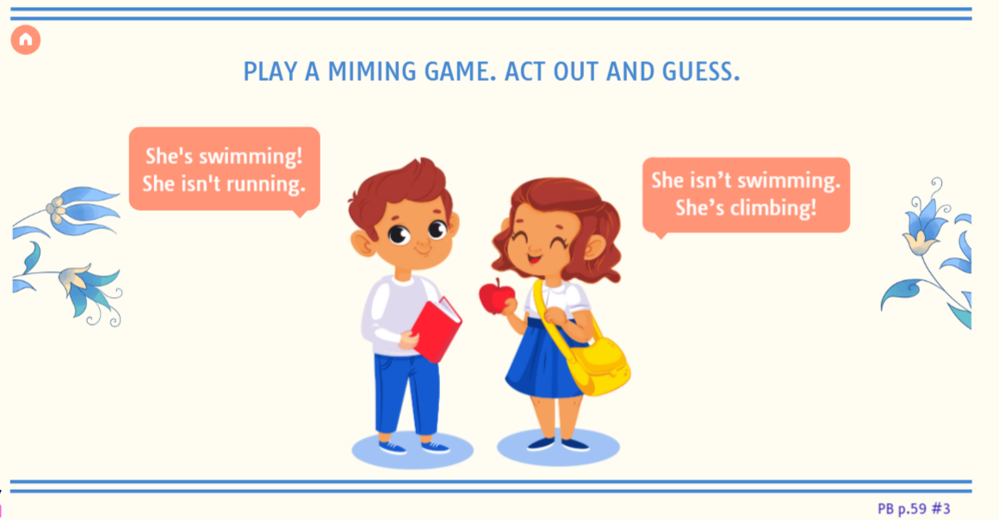 PLAY A MIMING GAME. ACT OUT AND GUESS.
She's swimming!
She isn't running.
She isn’t swimming.
She’s climbing!
PB p.59 #3